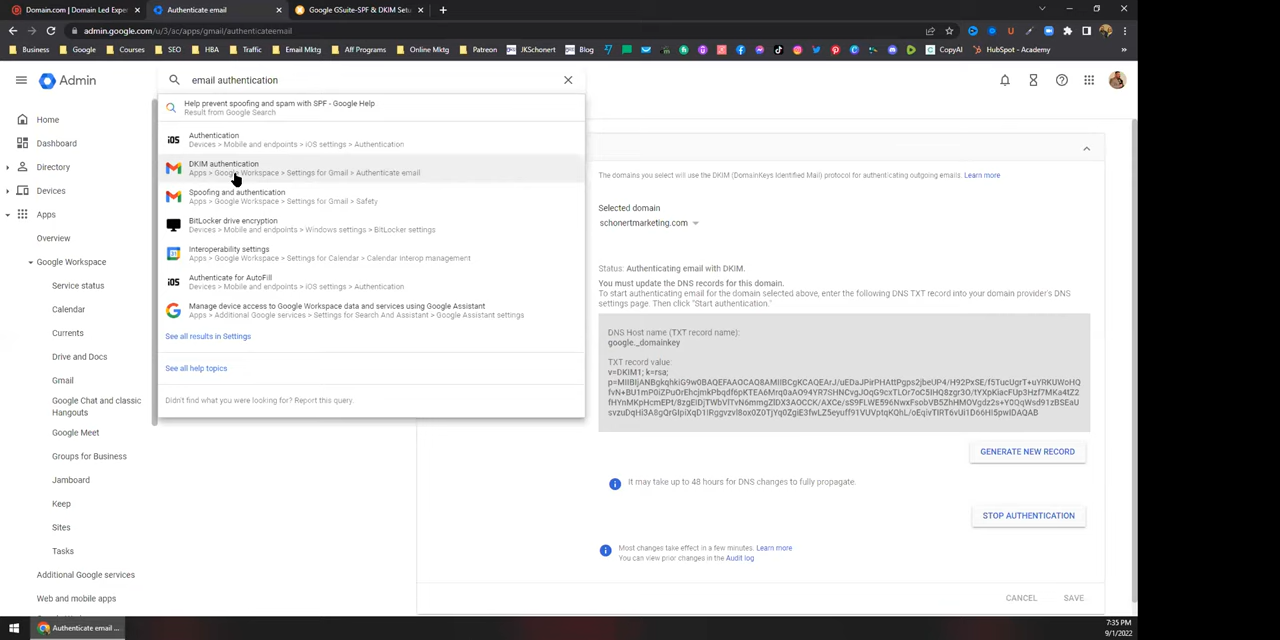 Domain.com | Domain Led Exper
Authenticate email
Google GSuite-SPF & DKIM Setu
admin.google.com/u/3/ac/apps/gmail/authenticateemail
Business
Google
Courses
SEO
HBA
Traffic
Email Mktg
Aff Programs
Online Mktg
Patreon
JKSchonert
Blog
CopyAI
HubSpot - Academy
Admin
email authentication
Help prevent spoofing and spam with SPF - Google Help
Result from Google Search
iOS
Authentication
Devices > Mobile and endpoints > iOS settings > Authentication
DKIM authentication
Apps > Google Workspace > Settings for Gmail > Authenticate email
Spoofing and authentication
Apps > Google Workspace > Settings for Gmail > Safety
BitLocker drive encryption
Devices > Mobile and endpoints > Windows settings > BitLocker settings
Interoperability settings
Apps > Google Workspace > Settings for Calendar > Calendar Interop management
iOS
Authenticate for AutoFill
Devices > Mobile and endpoints > iOS settings > Authentication
Manage device access to Google Workspace data and services using Google Assistant
Apps > Additional Google services > Settings for Search And Assistant > Google Assistant settings
See all results in Settings
See all help topics
Didn't find what you were looking for? Report this query.
Home
Dashboard
Directory
Devices
Apps
Overview
Google Workspace
Service status
Calendar
Currents
Drive and Docs
Gmail
Google Chat and classic
Hangouts
Google Meet
Groups for Business
Jamboard
Keep
Sites
Tasks
Additional Google services
Web and mobile apps
The domains you select will use the DKIM (DomainKeys Identified Mail) protocol for authenticating outgoing emails. Learn more
Selected domain
schonertmarketing.com
Status: Authenticating email with DKIM.
You must update the DNS records for this domain.
To start authenticating email for the domain selected above, enter the following DNS TXT record into your domain provider's DNS
settings page. Then click "Start authentication."
DNS Host name (TXT record name):
google._domainkey
TXT record value:
v=DKIM1; k=rsa;
GENERATE NEW RECORD
It may take up to 48 hours for DNS changes to fully propagate.
STOP AUTHENTICATION
Most changes take effect in a few minutes. Learn more
You can view prior changes in the Audit log
CANCEL
SAVE
Authenticate email ...
7:35 PM
9/1/2022